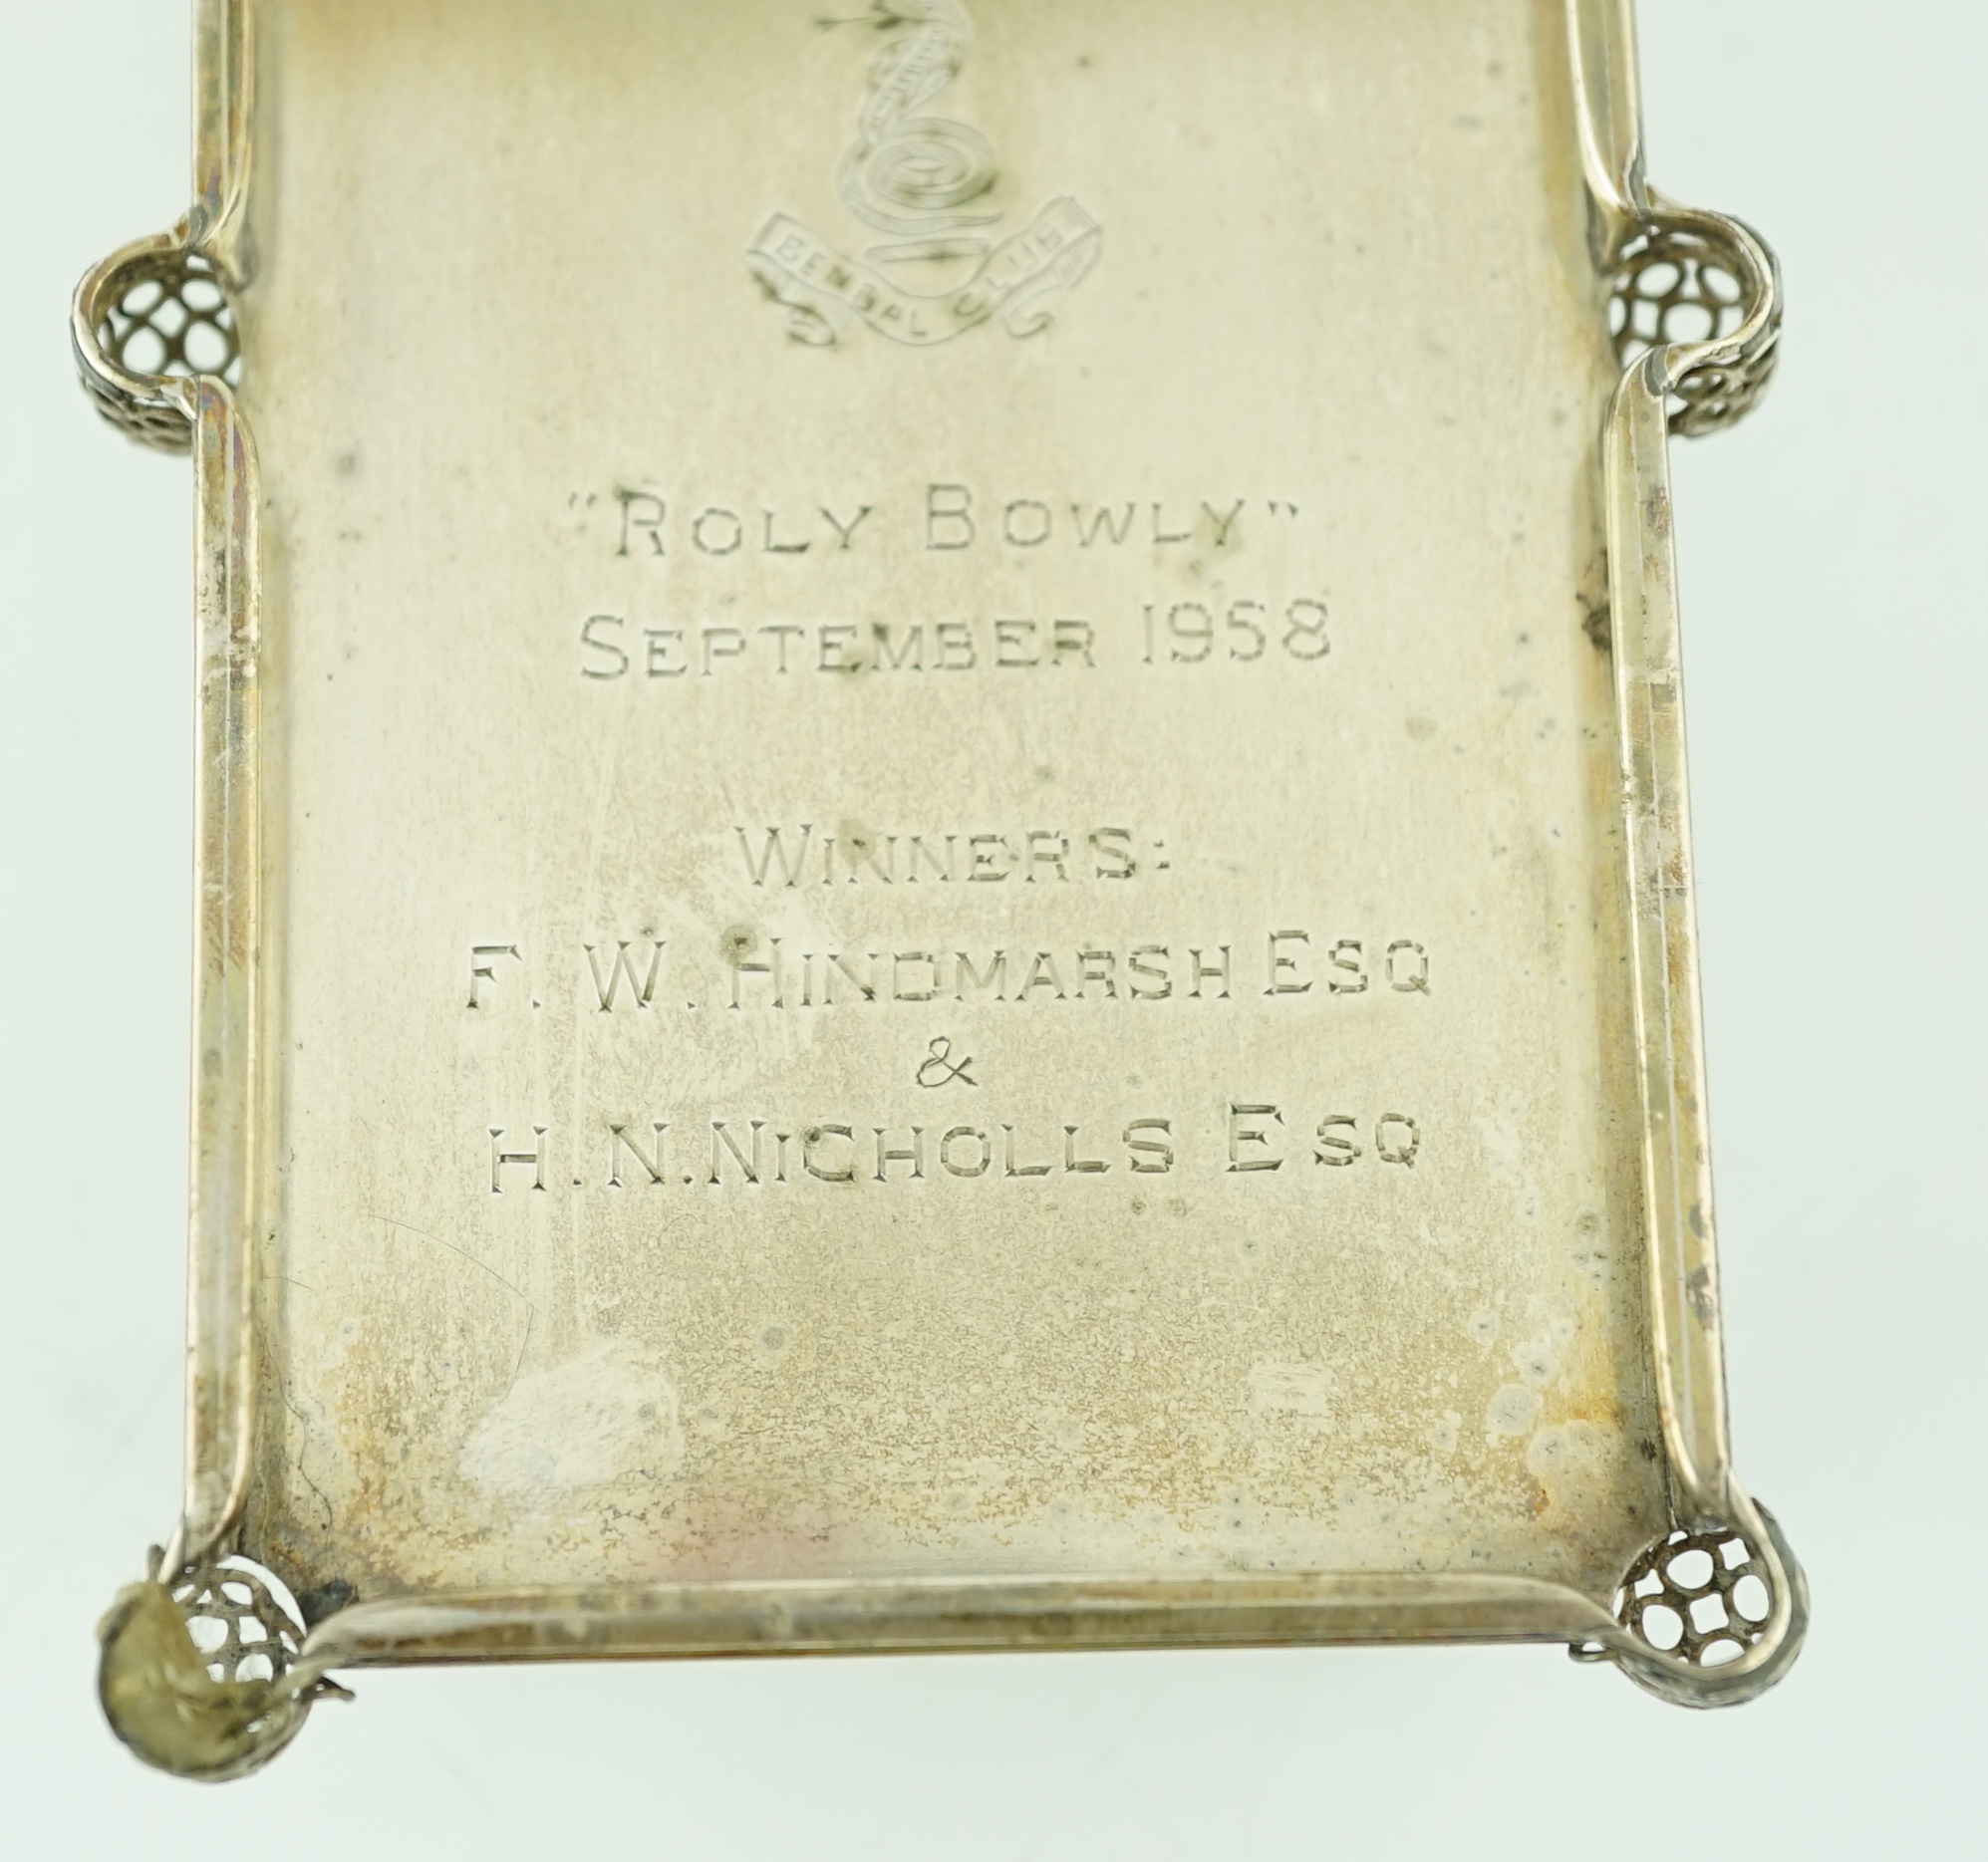 BENGAL CLUB
"ROLY BOWLY"
SEPTEMBER 1958
WINNERS:
F. W. HINDMARSH ESQ
&
H. N. NICHOLLS ESQ